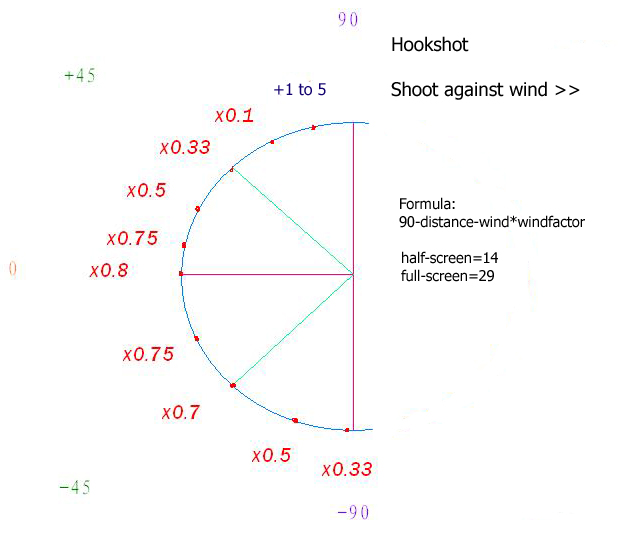 90
Hookshot
+45
+1 to 5
Shoot against wind >>
x0.1
x0.33
x0.5
Formula:
90-distance-wind*windfactor
x0.75
half-screen=14
0
x0.8
full-screen=29
x0.75
x0.7
x0.5
x0.33
-45
-90